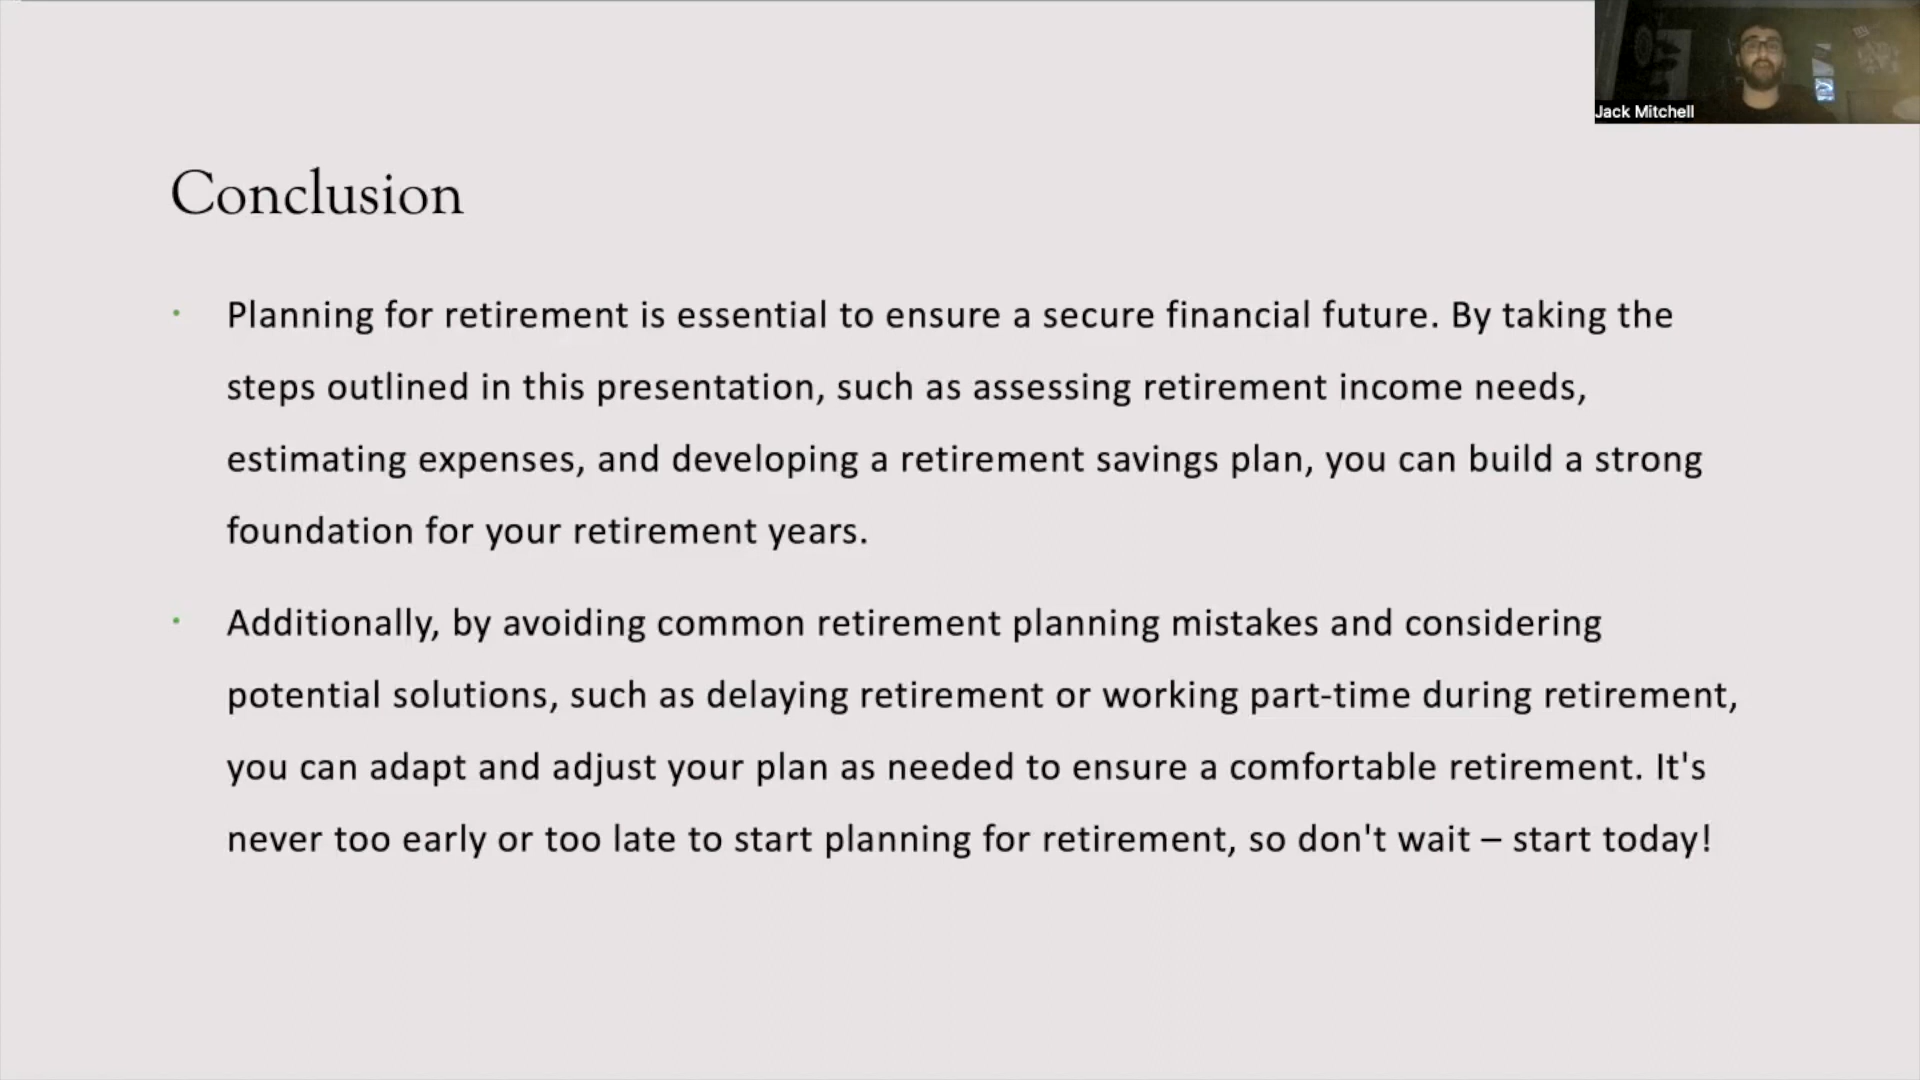 Jack Mitchell
Conclusion
Planning for retirement is essential to ensure a secure financial future. By taking the
steps outlined in this presentation, such as assessing retirement income needs,
estimating expenses, and developing a retirement savings plan, you can build a strong
foundation for your retirement years.
Additionally, by avoiding common retirement planning mistakes and considering
potential solutions, such as delaying retirement or working part-time during retirement,
you can adapt and adjust your plan as needed to ensure a comfortable retirement. It's
never too early or too late to start planning for retirement, so don't wait – start today!